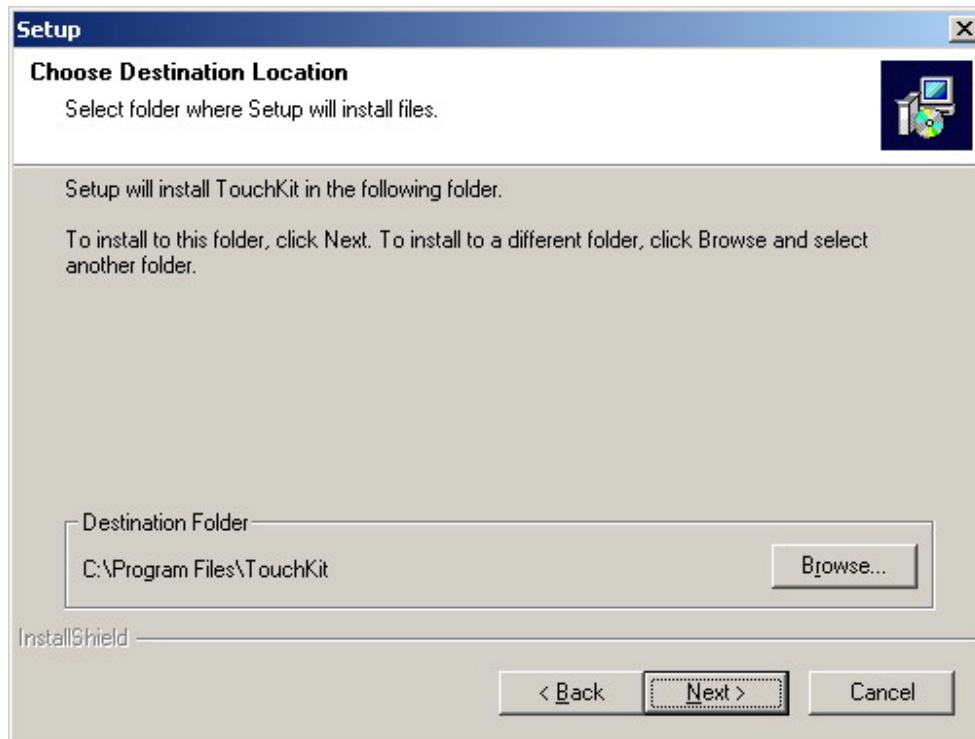 Setup
Choose Destination Location
Select folder where Setup will install files.
Setup will install TouchKit in the following folder.
To install to this folder, click Next. To install to a different folder, click Browse and select
another folder.
Destination Folder
C:\Program Files\TouchKit
Browse...
InstallShield
< Back
Next >
Cancel